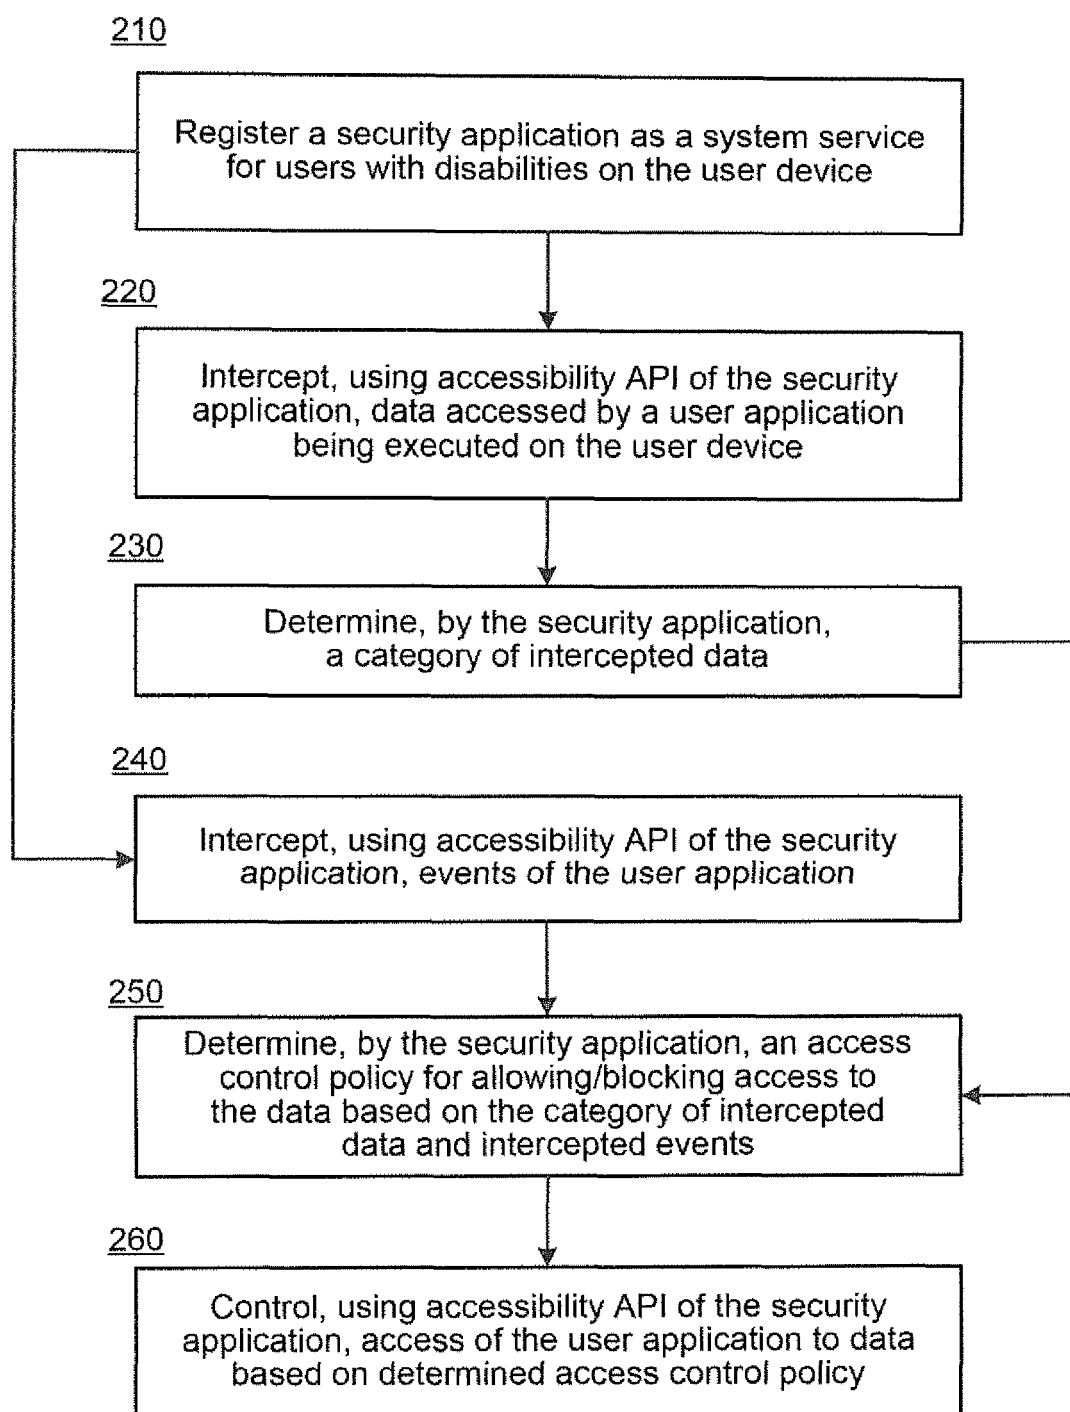 210
Register a security application as a system service
for users with disabilities on the user device
220
Intercept, using accessibility API of the security
application, data accessed by a user application
being executed on the user device
230
Determine, by the security application,
a category of intercepted data
240
Intercept, using accessibility API of the security
application, events of the user application
250
Determine, by the security application, an access
control policy for allowing/blocking access to
the data based on the category of intercepted
data and intercepted events
260
Control, using accessibility API of the security
application, access of the user application to data
based on determined access control policy